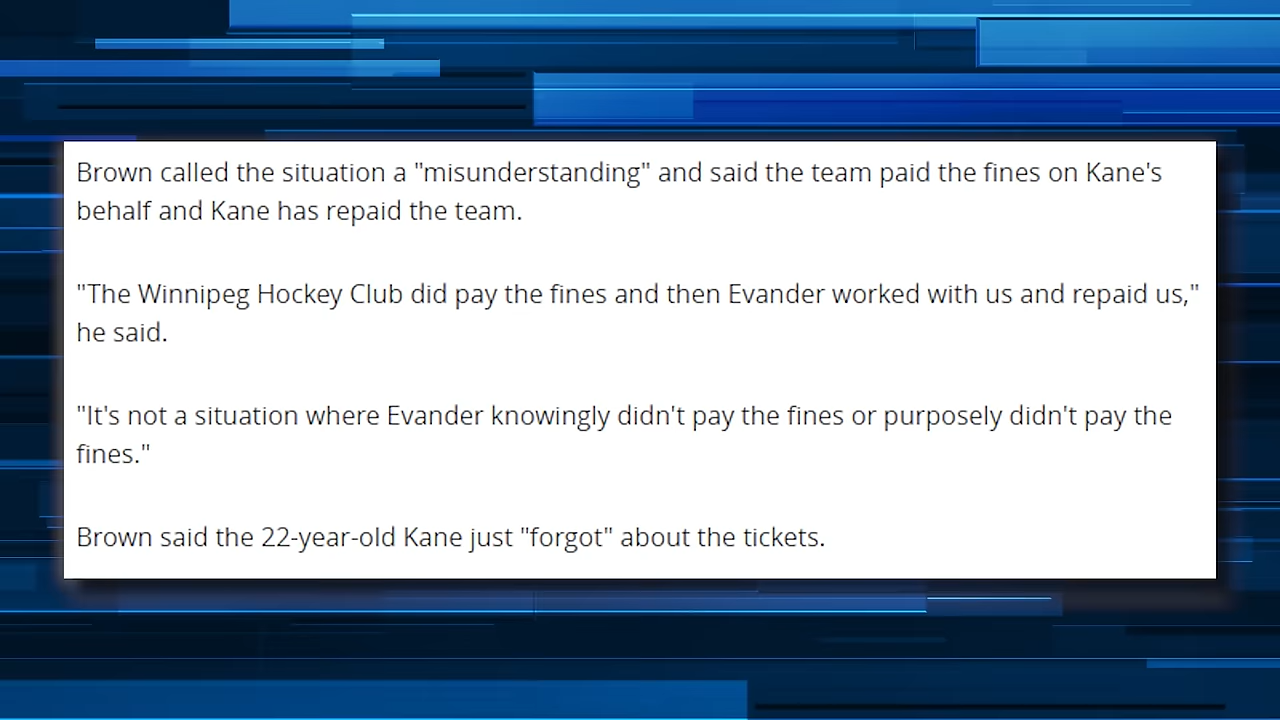 Brown called the situation a "misunderstanding" and said the team paid the fines on Kane's
behalf and Kane has repaid the team.
"The Winnipeg Hockey Club did pay the fines and then Evander worked with us and repaid us,"
he said.
"It's not a situation where Evander knowingly didn't pay the fines or purposely didn't pay the
fines."
Brown said the 22-year-old Kane just "forgot" about the tickets.